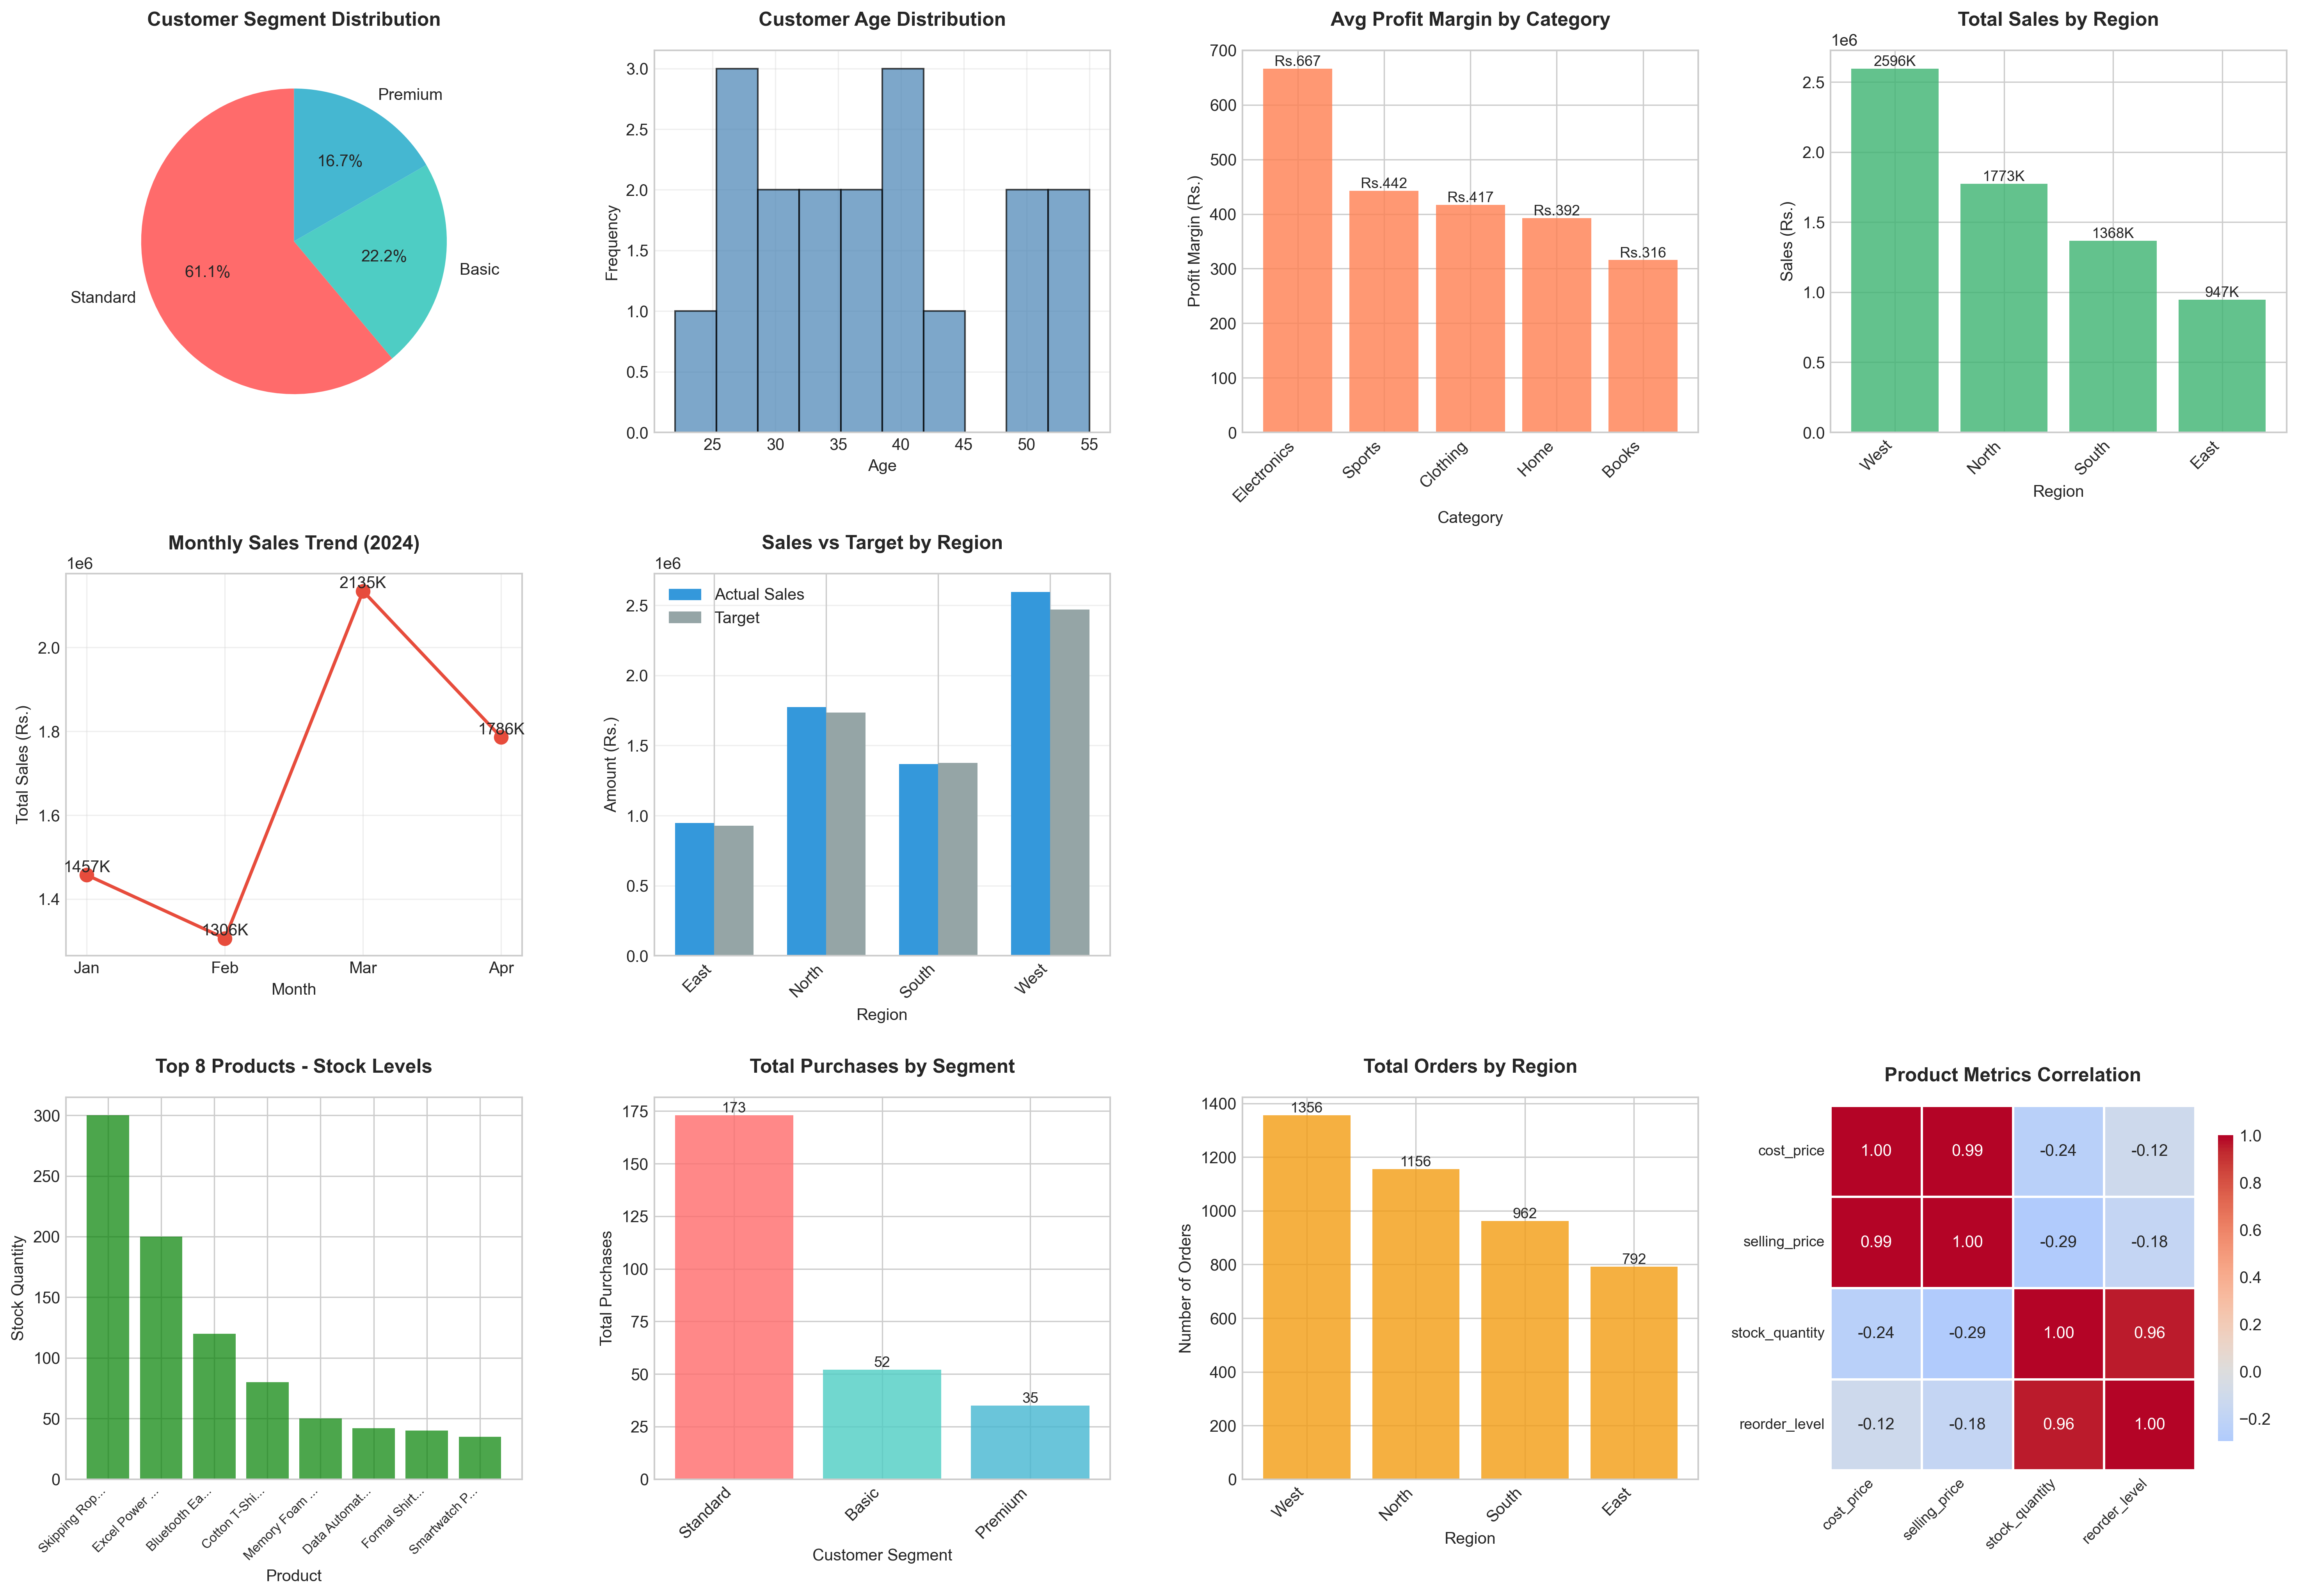 Customer Segment Distribution
Premium
16.7%
22.2%
Basic
61.1%
Standard
Customer Age Distribution
Frequency
3.0
2.5
2.0
1.5
1.0
0.5
0.0
25 30 35 40 45 50 55
Age
Avg Profit Margin by Category
Profit Margin (Rs.)
700
600
500
400
300
200
100
0
Rs.667
Rs.442
Rs.417
Rs.392
Rs.316
Electronics Sports Clothing Home Books
Category
Total Sales by Region
1e6
Sales (Rs.)
2.5
2.0
1.5
1.0
0.5
0.0
2596K
1773K
1368K
947K
West North South East
Region
Monthly Sales Trend (2024)
1e6
Total Sales (Rs.)
2.0
1.8
1.6
1.4
1457K
1306K
2135K
1786K
Jan Feb Mar Apr
Month
Sales vs Target by Region
1e6
Actual Sales
Target
Amount (Rs.)
2.5
2.0
1.5
1.0
0.5
0.0
East North South West
Region
Top 8 Products - Stock Levels
Stock Quantity
300
250
200
150
100
50
0
Skipping Rop... Excel Power ... Bluetooth Ea... Cotton T-Shi... Memory Foam ... Data Automat... Formal Shirt... Smartwatch P...
Product
Total Purchases by Segment
Total Purchases
175
150
125
100
75
50
25
0
173
52
35
Standard Basic Premium
Customer Segment
Total Orders by Region
Number of Orders
1400
1200
1000
800
600
400
200
0
1356
1156
962
792
West North South East
Region
Product Metrics Correlation
cost_price 1.00 0.99 -0.24 -0.12
selling_price 0.99 1.00 -0.29 -0.18
stock_quantity -0.24 -0.29 1.00 0.96
reorder_level -0.12 -0.18 0.96 1.00
cost_price selling_price stock_quantity reorder_level
1.0
0.8
0.6
0.4
0.2
0.0
−0.2